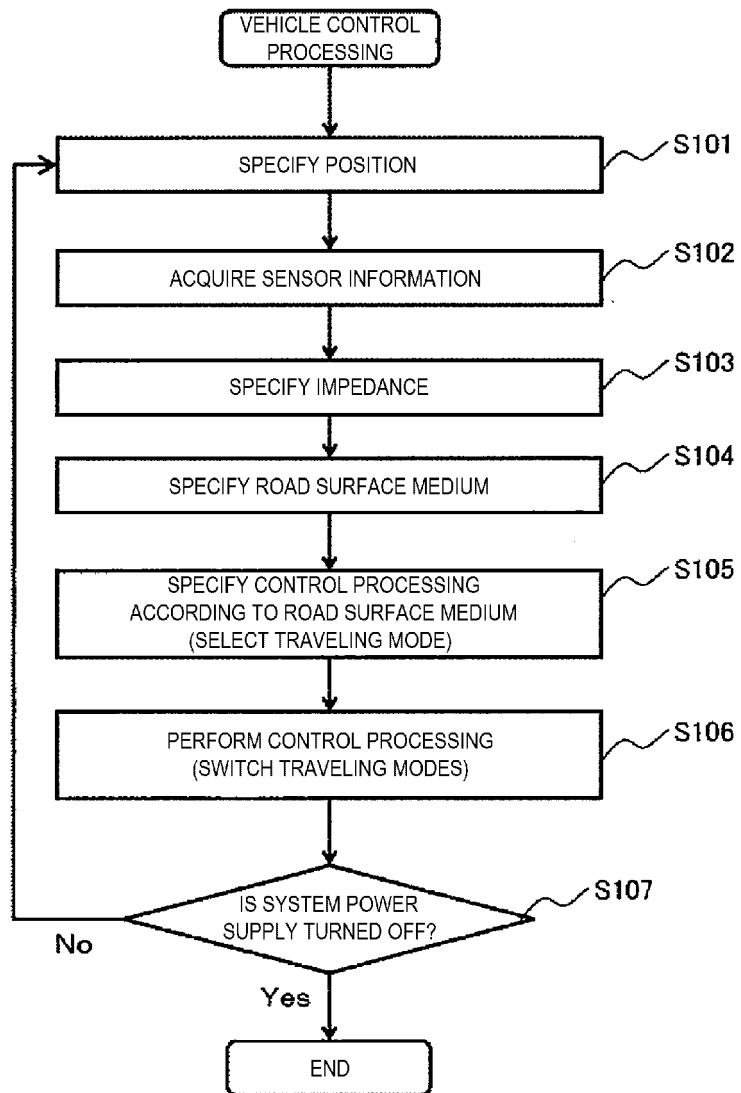 VEHICLE CONTROL
PROCESSING
SPECIFY POSITION
S101
ACQUIRE SENSOR INFORMATION
S102
SPECIFY IMPEDANCE
S103
SPECIFY ROAD SURFACE MEDIUM
S104
SPECIFY CONTROL PROCESSING
ACCORDING TO ROAD SURFACE MEDIUM
(SELECT TRAVELING MODE)
S105
PERFORM CONTROL PROCESSING
(SWITCH TRAVELING MODES)
S106
IS SYSTEM POWER
SUPPLY TURNED OFF?
S107
No
Yes
END